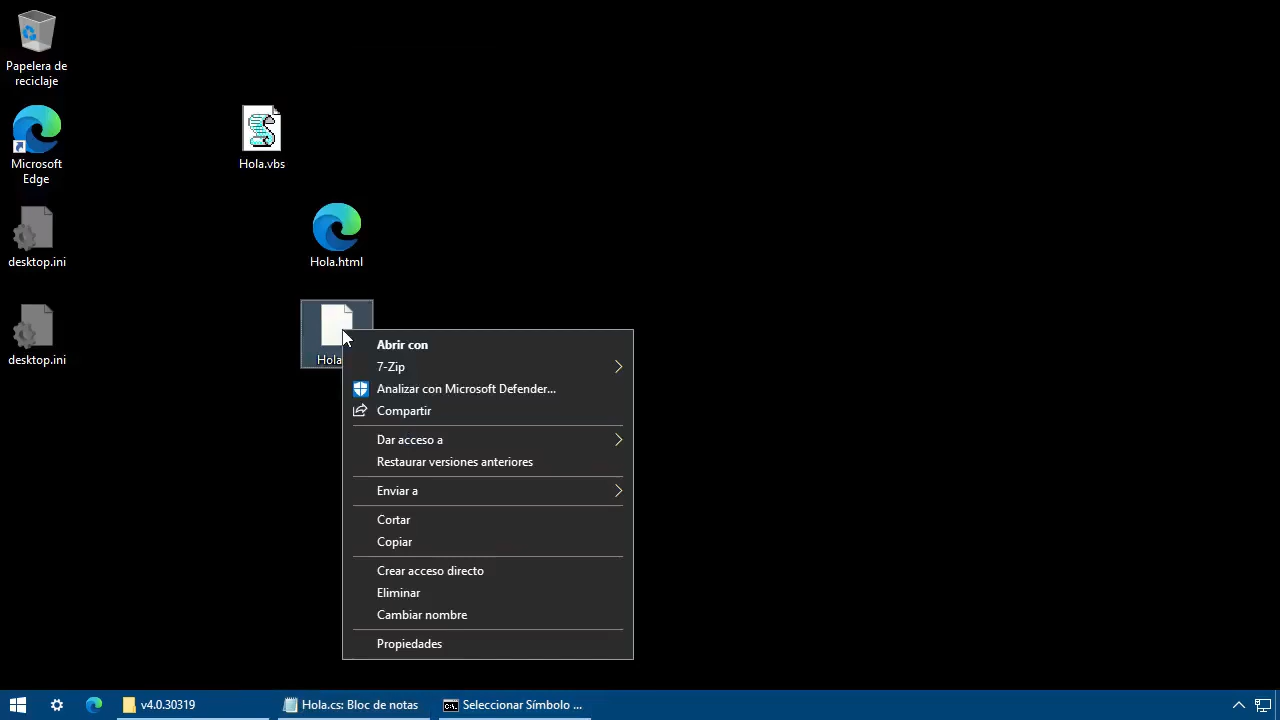 Papelera de
reciclaje
Microsoft
Edge
desktop.ini
desktop.ini
Hola.vbs
Hola.html
Hola
Abrir con
7-Zip
Analizar con Microsoft Defender...
Compartir
Dar acceso a
Restaurar versiones anteriores
Enviar a
Cortar
Copiar
Crear acceso directo
Eliminar
Cambiar nombre
Propiedades
v4.0.30319
Hola.cs: Bloc de notas
Seleccionar Símbolo ...